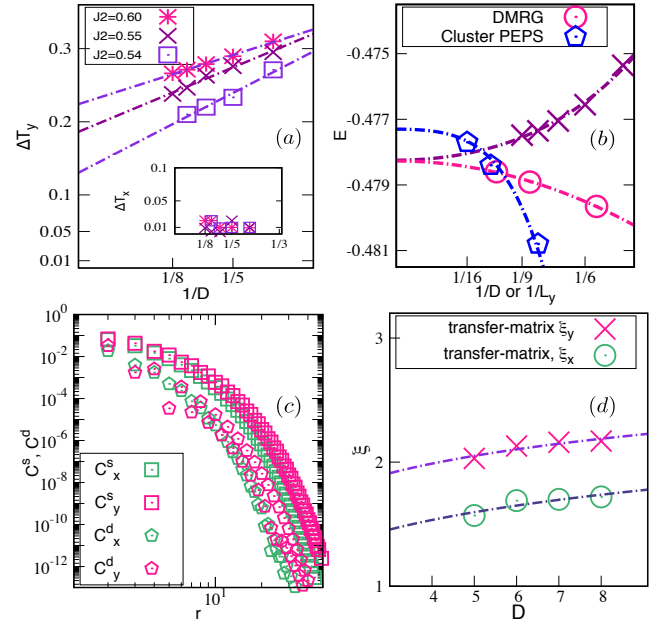 J2=0.60
J2=0.55
J2=0.54
0.3
0.2
0.1
0.05
0.01
ΔT_y
(a)
0.1
0.05
0.01
ΔT_x
1/8 1/5 1/3
1/8 1/5
1/D
DMRG
Cluster PEPS
-0.475
-0.477
-0.479
-0.481
E
(b)
1/16 1/9 1/6
1/D or 1/L_y
10^0
10^-2
10^-4
10^-6
10^-8
10^-10
10^-12
C^s, C^d
(c)
C^s_x
C^s_y
C^d_x
C^d_y
10^1
r
transfer-matrix ξ_y
transfer-matrix, ξ_x
3
2
1
ξ
(d)
3 4 5 6 7 8
D